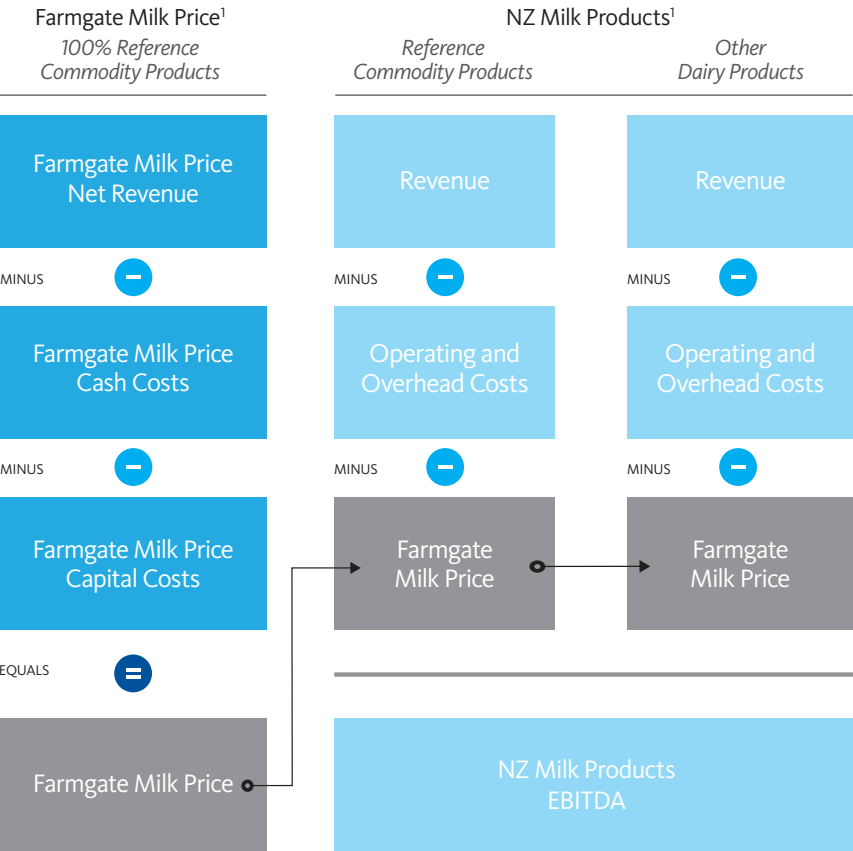 Farmgate Milk Price1
100% Reference
Commodity Products
NZ Milk Products1
Reference
Commodity Products
Other
Dairy Products
Farmgate Milk Price
Net Revenue
Revenue
Revenue
MINUS
MINUS
MINUS
Farmgate Milk Price
Cash Costs
Operating and
Overhead Costs
Operating and
Overhead Costs
MINUS
MINUS
MINUS
Farmgate Milk Price
Capital Costs
Farmgate
Milk Price
Farmgate
Milk Price
EQUALS
Farmgate Milk Price
NZ Milk Products
EBITDA